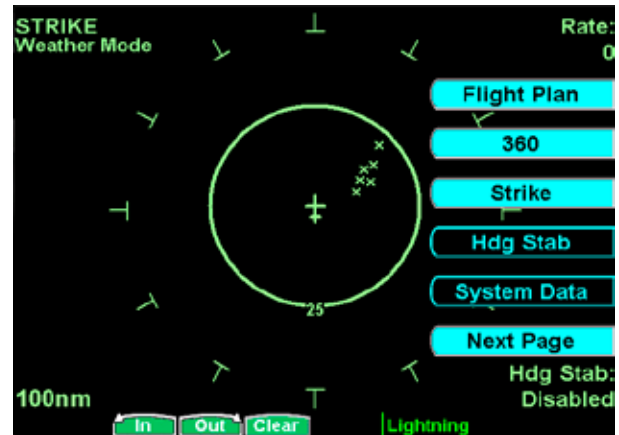 STRIKE
Weather Mode
Rate:
0
Flight Plan
360
Strike
Hdg Stab
System Data
25
Next Page
Hdg Stab:
Disabled
100nm
In
Out
Clear
Lightning